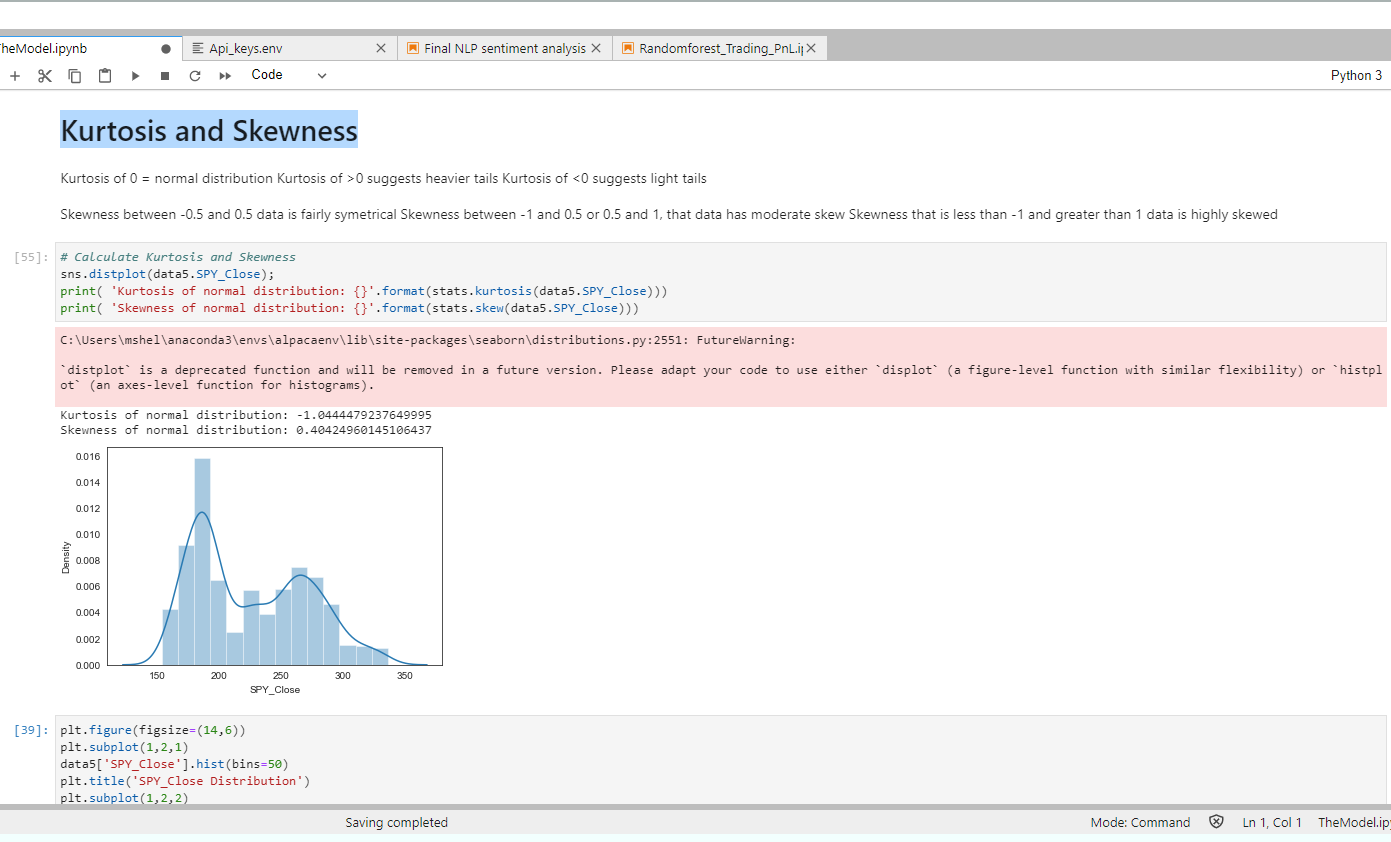 TheModel.ipynb
Api_keys.env
Final NLP sentiment analysis
Randomforest_Trading_PnL.i
Code
Python 3
Kurtosis and Skewness
Kurtosis of 0 = normal distribution Kurtosis of >0 suggests heavier tails Kurtosis of <0 suggests light tails
Skewness between -0.5 and 0.5 data is fairly symetrical Skewness between -1 and 0.5 or 0.5 and 1, that data has moderate skew Skewness that is less than -1 and greater than 1 data is highly skewed
[55]:
# Calculate Kurtosis and Skewness
sns.distplot(data5.SPY_Close);
print( 'Kurtosis of normal distribution: {}'.format(stats.kurtosis(data5.SPY_Close)))
print( 'Skewness of normal distribution: {}'.format(stats.skew(data5.SPY_Close)))
C:\Users\mshel\anaconda3\envs\alpacaenv\lib\site-packages\seaborn\distributions.py:2551: FutureWarning:
`distplot` is a deprecated function and will be removed in a future version. Please adapt your code to use either `displot` (a figure-level function with similar flexibility) or `histpl
ot` (an axes-level function for histograms).
Kurtosis of normal distribution: -1.0444479237649995
Skewness of normal distribution: 0.40424960145106437
0.016
0.014
0.012
0.010
0.008
0.006
0.004
0.002
0.000
Density
150 200 250 300 350
SPY_Close
[39]:
plt.figure(figsize=(14,6))
plt.subplot(1,2,1)
data5['SPY_Close'].hist(bins=50)
plt.title('SPY_Close Distribution')
plt.subplot(1,2,2)
Saving completed
Mode: Command
Ln 1, Col 1
TheModel.ip